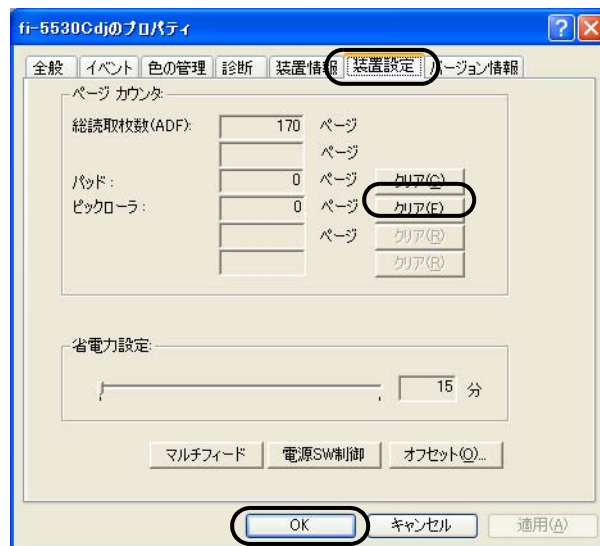 fi-5530Cdjのプロパティ
全般 イベント 色の管理 診断 装置情報 装置設定 バージョン情報
ページ カウンタ:
総読取枚数(ADF): 170 ページ
ページ
パッド: 0 ページ クリア(C)
ピックローラ: 0 ページ クリア(E)
ページ クリア(R)
クリア(R)
省電力設定:
15 分
マルチフィード 電源SW制御 オフセット(O)...
OK キャンセル 適用(A)